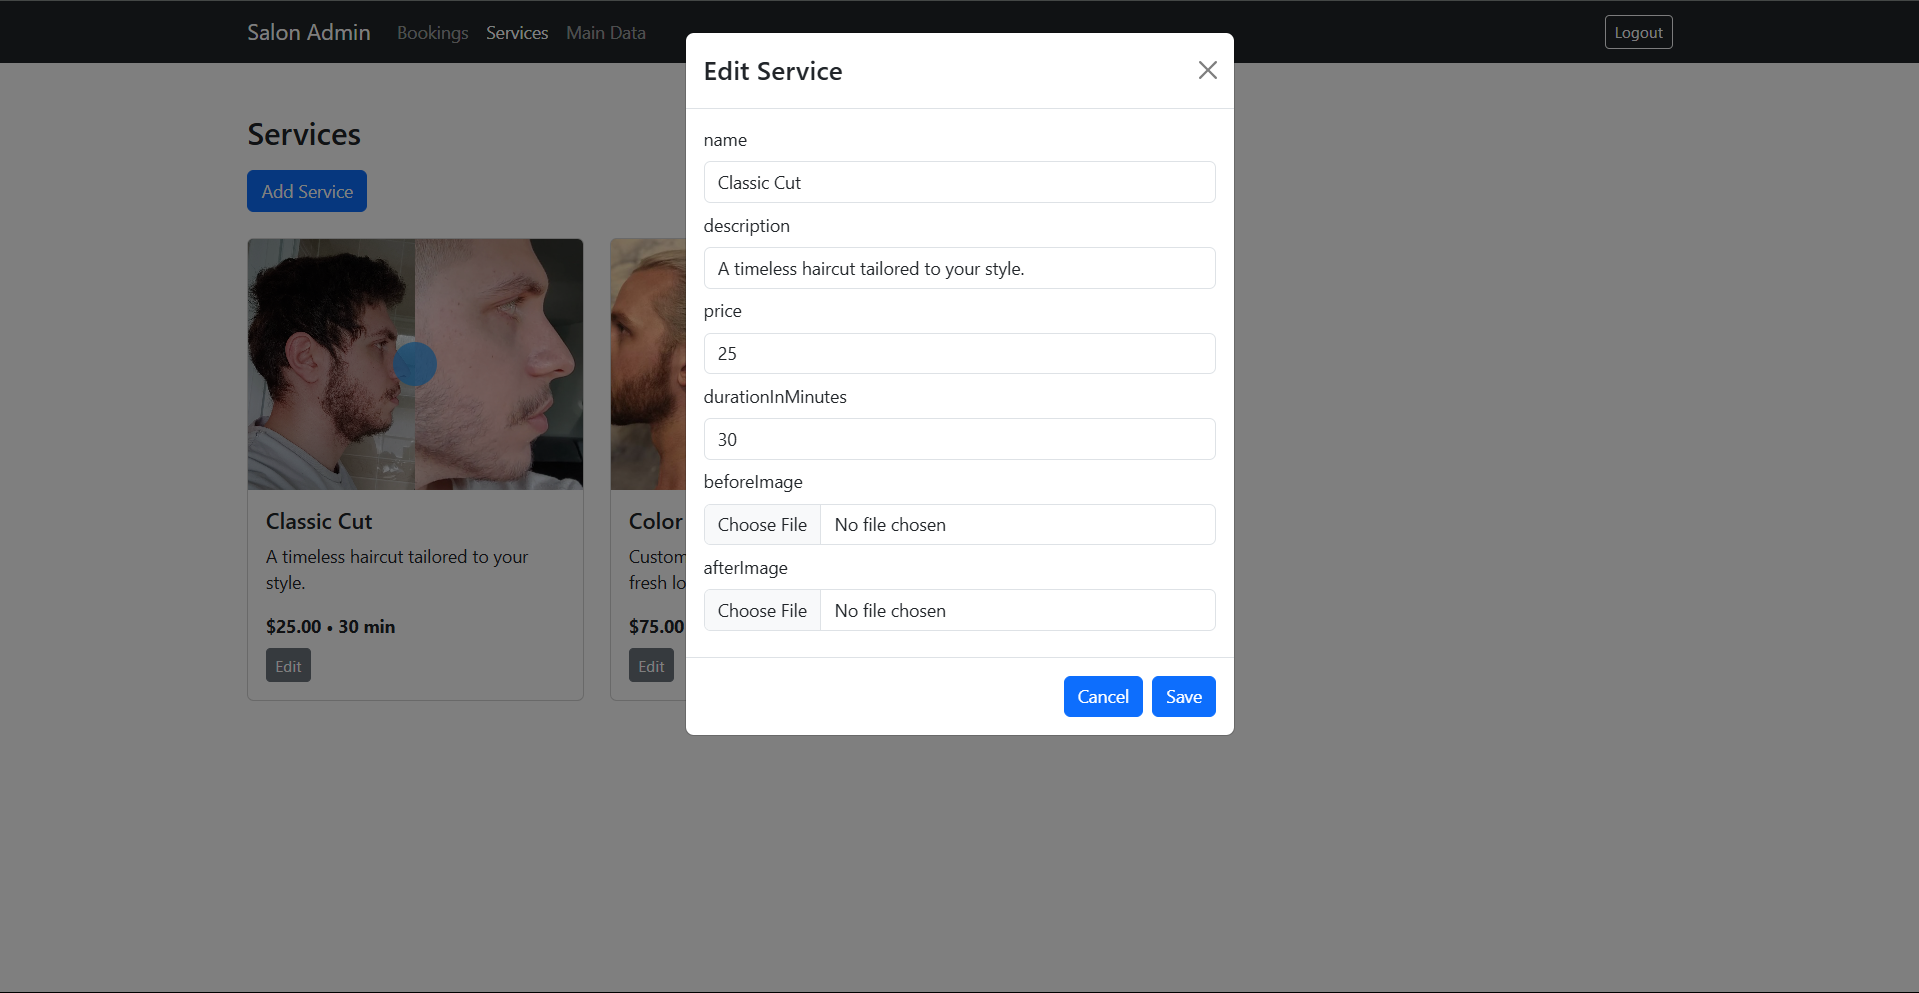 Salon Admin Bookings Services Main Data Logout
Services
Add Service
Classic Cut
A timeless haircut tailored to your
style.
$25.00 • 30 min
Edit
Color
Custom
fresh lo
$75.00
Edit
Edit Service
name
Classic Cut
description
A timeless haircut tailored to your style.
price
25
durationInMinutes
30
beforeImage
Choose File No file chosen
afterImage
Choose File No file chosen
Cancel Save